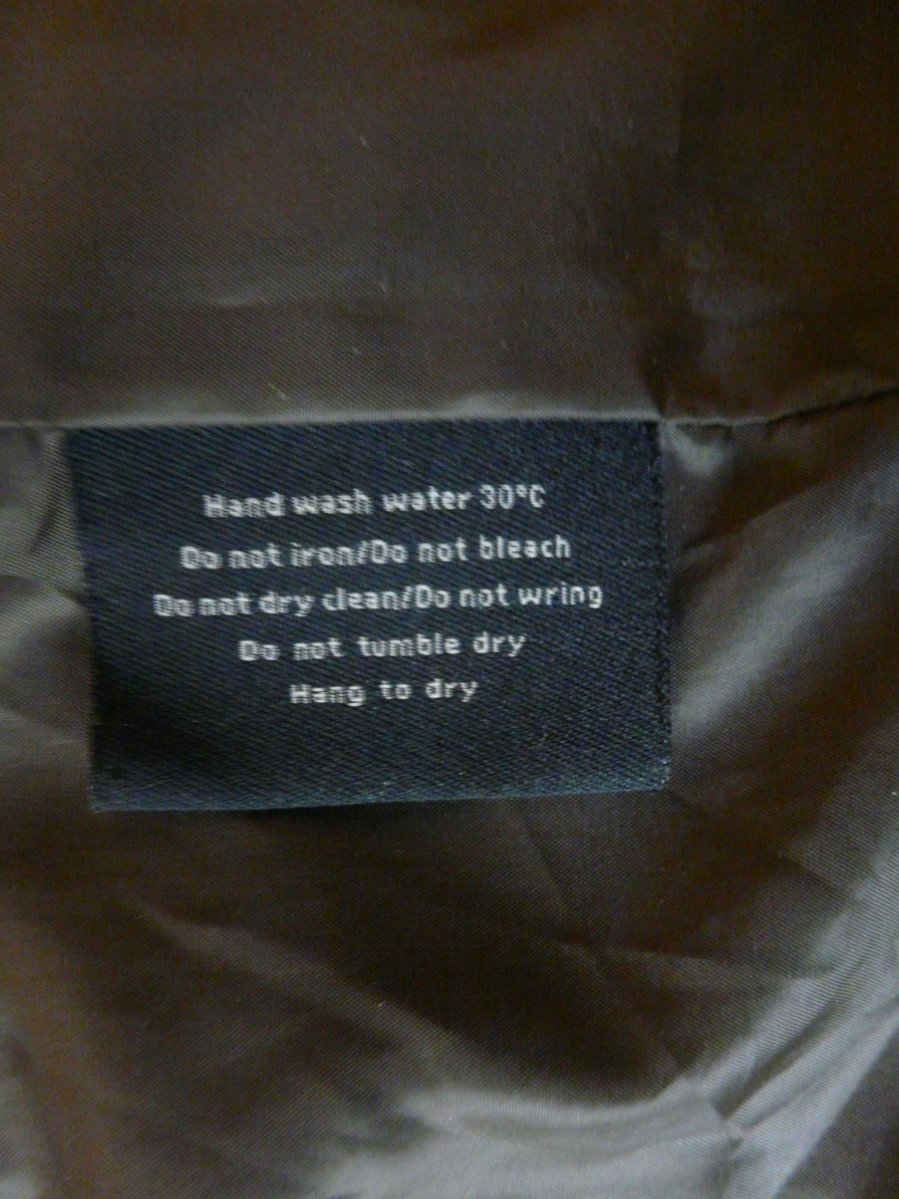 Hand wash water 30°C
Do not iron/Do not bleach
Do not dry clean/Do not wring
Do not tumble dry
Hang to dry